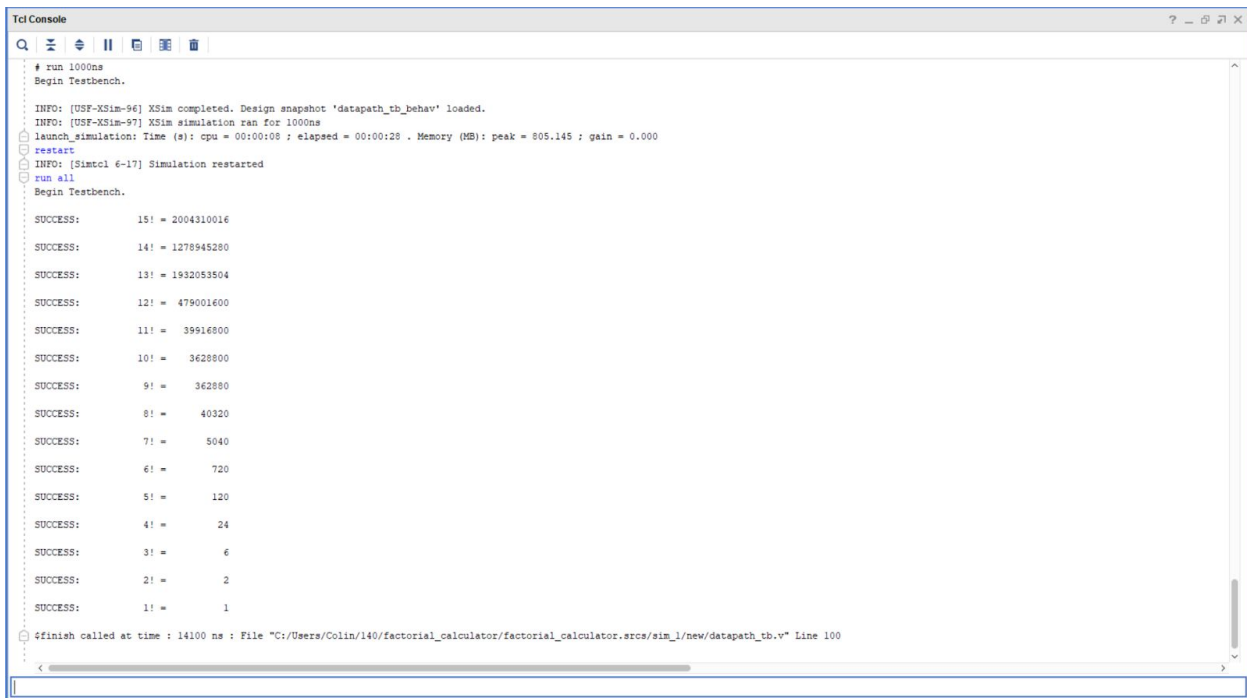 Tcl Console
? _
# run 1000ns
Begin Testbench.
INFO: [USF-XSim-96] XSim completed. Design snapshot 'datapath_tb_behav' loaded.
INFO: [USF-XSim-97] XSim simulation ran for 1000ns
launch_simulation: Time (s): cpu = 00:00:08 ; elapsed = 00:00:28 . Memory (MB): peak = 805.145 ; gain = 0.000
restart
INFO: [Simtcl 6-17] Simulation restarted
run all
Begin Testbench.
SUCCESS: 15! = 2004310016
SUCCESS: 14! = 1278945280
SUCCESS: 13! = 1932053504
SUCCESS: 12! = 479001600
SUCCESS: 11! = 39916800
SUCCESS: 10! = 3628800
SUCCESS: 9! = 362880
SUCCESS: 8! = 40320
SUCCESS: 7! = 5040
SUCCESS: 6! = 720
SUCCESS: 5! = 120
SUCCESS: 4! = 24
SUCCESS: 3! = 6
SUCCESS: 2! = 2
SUCCESS: 1! = 1
$finish called at time : 14100 ns : File "C:/Users/Colin/140/factorial_calculator/factorial_calculator.srcs/sim_1/new/datapath_tb.v" Line 100